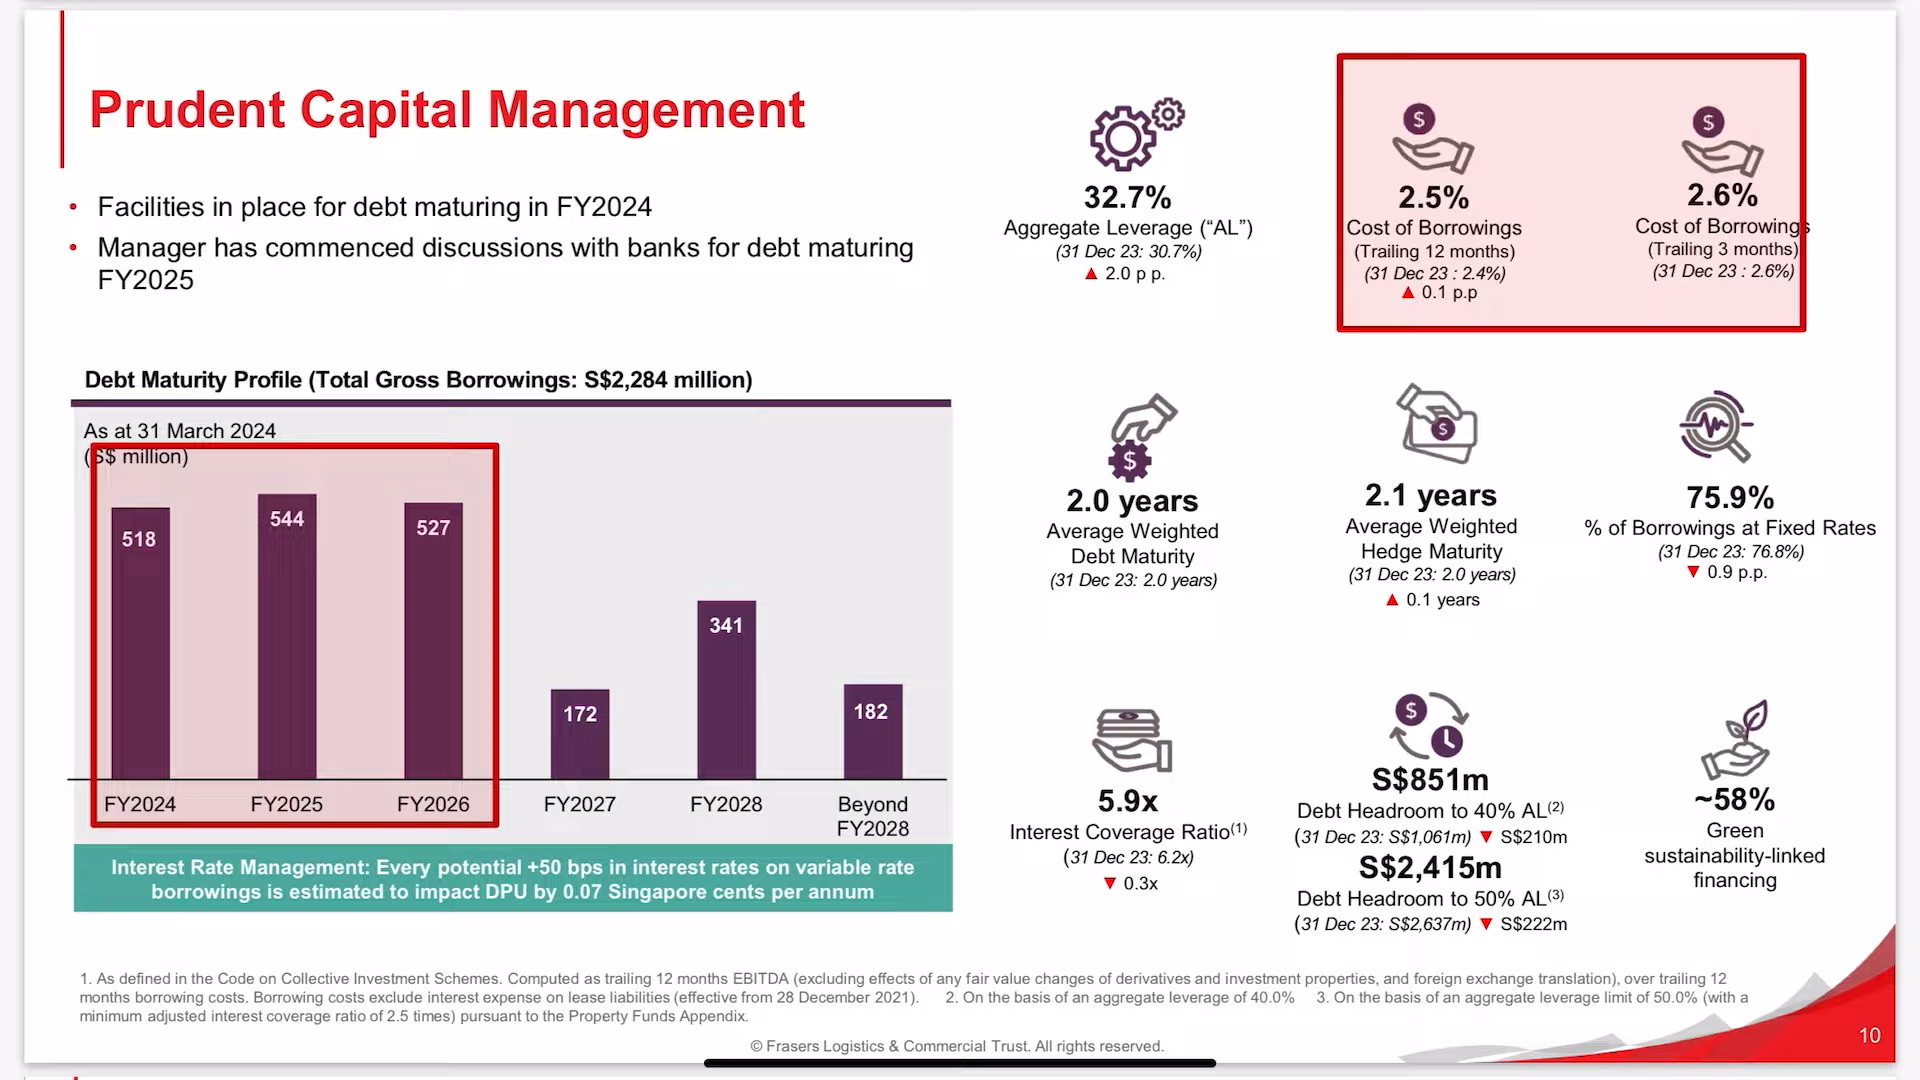 Prudent Capital Management
• Facilities in place for debt maturing in FY2024
• Manager has commenced discussions with banks for debt maturing
FY2025
Debt Maturity Profile (Total Gross Borrowings: S$2,284 million)
As at 31 March 2024
(S$ million)
518
544
527
172
341
182
FY2024
FY2025
FY2026
FY2027
FY2028
Beyond
FY2028
Interest Rate Management: Every potential +50 bps in interest rates on variable rate
borrowings is estimated to impact DPU by 0.07 Singapore cents per annum
32.7%
Aggregate Leverage (“AL”)
(31 Dec 23: 30.7%)
▲ 2.0 p p.
$
2.5%
Cost of Borrowings
(Trailing 12 months)
(31 Dec 23 : 2.4%)
▲ 0.1 p.p
$
2.6%
Cost of Borrowings
(Trailing 3 months)
(31 Dec 23 : 2.6%)
$
2.0 years
Average Weighted
Debt Maturity
(31 Dec 23: 2.0 years)
$
2.1 years
Average Weighted
Hedge Maturity
(31 Dec 23: 2.0 years)
▲ 0.1 years
75.9%
% of Borrowings at Fixed Rates
(31 Dec 23: 76.8%)
▼ 0.9 p.p.
5.9x
Interest Coverage Ratio(1)
(31 Dec 23: 6.2x)
▼ 0.3x
$
S$851m
Debt Headroom to 40% AL(2)
(31 Dec 23: S$1,061m) ▼ S$210m
S$2,415m
Debt Headroom to 50% AL(3)
(31 Dec 23: S$2,637m) ▼ S$222m
~58%
Green
sustainability-linked
financing
1. As defined in the Code on Collective Investment Schemes. Computed as trailing 12 months EBITDA (excluding effects of any fair value changes of derivatives and investment properties, and foreign exchange translation), over trailing 12
months borrowing costs. Borrowing costs exclude interest expense on lease liabilities (effective from 28 December 2021). 2. On the basis of an aggregate leverage of 40.0% 3. On the basis of an aggregate leverage limit of 50.0% (with a
minimum adjusted interest coverage ratio of 2.5 times) pursuant to the Property Funds Appendix.
© Frasers Logistics & Commercial Trust. All rights reserved.
10